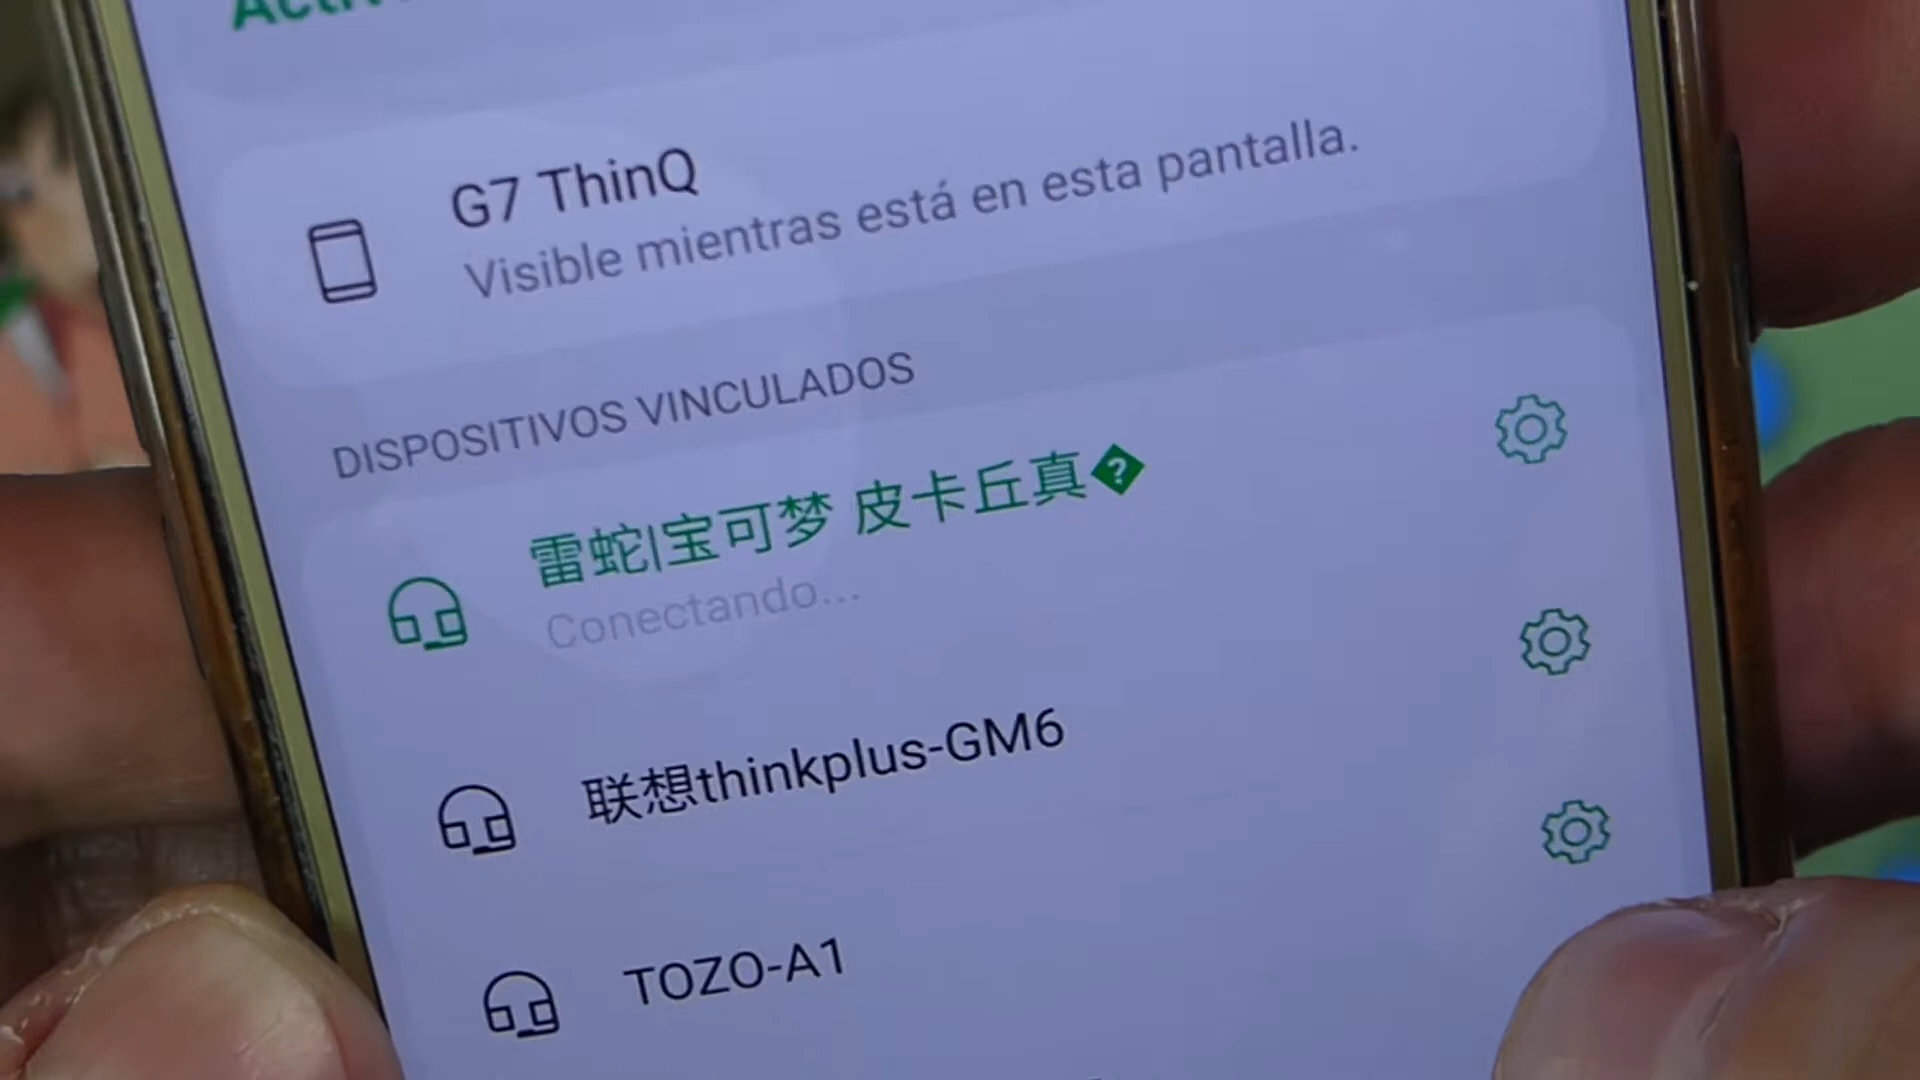 G7 ThinQ
Visible mientras está en esta pantalla.
DISPOSITIVOS VINCULADOS
雷蛇|宝可梦 皮卡丘真�
Conectando...
联想thinkplus-GM6
TOZO-A1